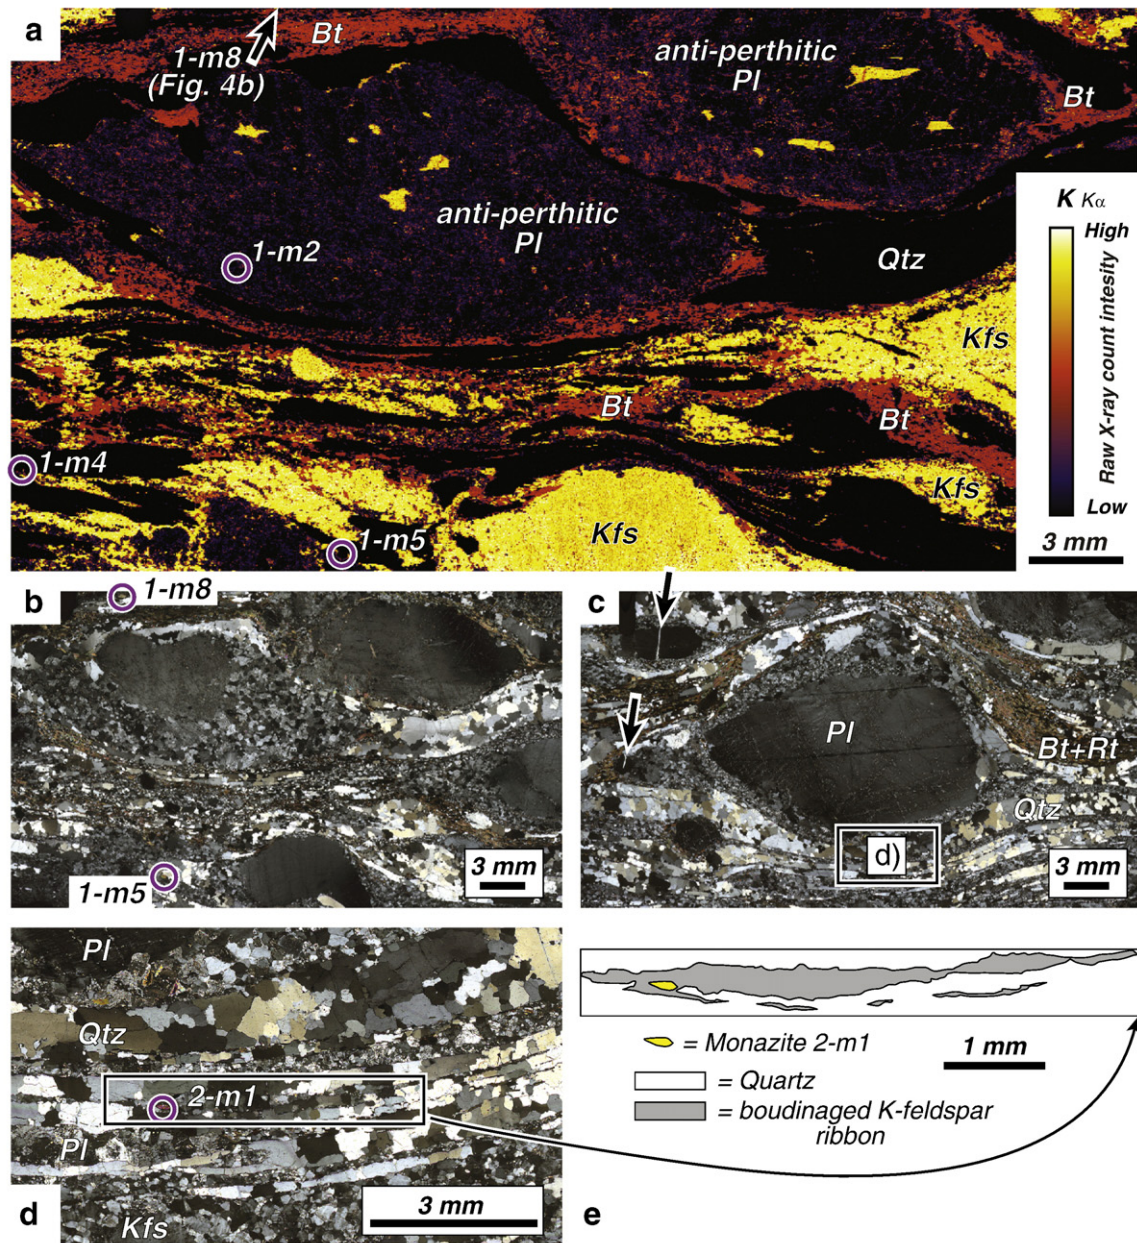 a
1-m8
(Fig. 4b)
Bt
anti-perthitic
Pl
Bt
anti-perthitic
Pl
1-m2
Qtz
K Kα
High
Raw X-ray count intesity
Low
3 mm
Kfs
Bt
Bt
Kfs
1-m4
1-m5
Kfs
b
1-m8
1-m5
3 mm
c
Pl
Bt+Rt
Qtz
d)
3 mm
Pl
Qtz
2-m1
Pl
Kfs
3 mm
d
= Monazite 2-m1
1 mm
= Quartz
= boudinaged K-feldspar
ribbon
e